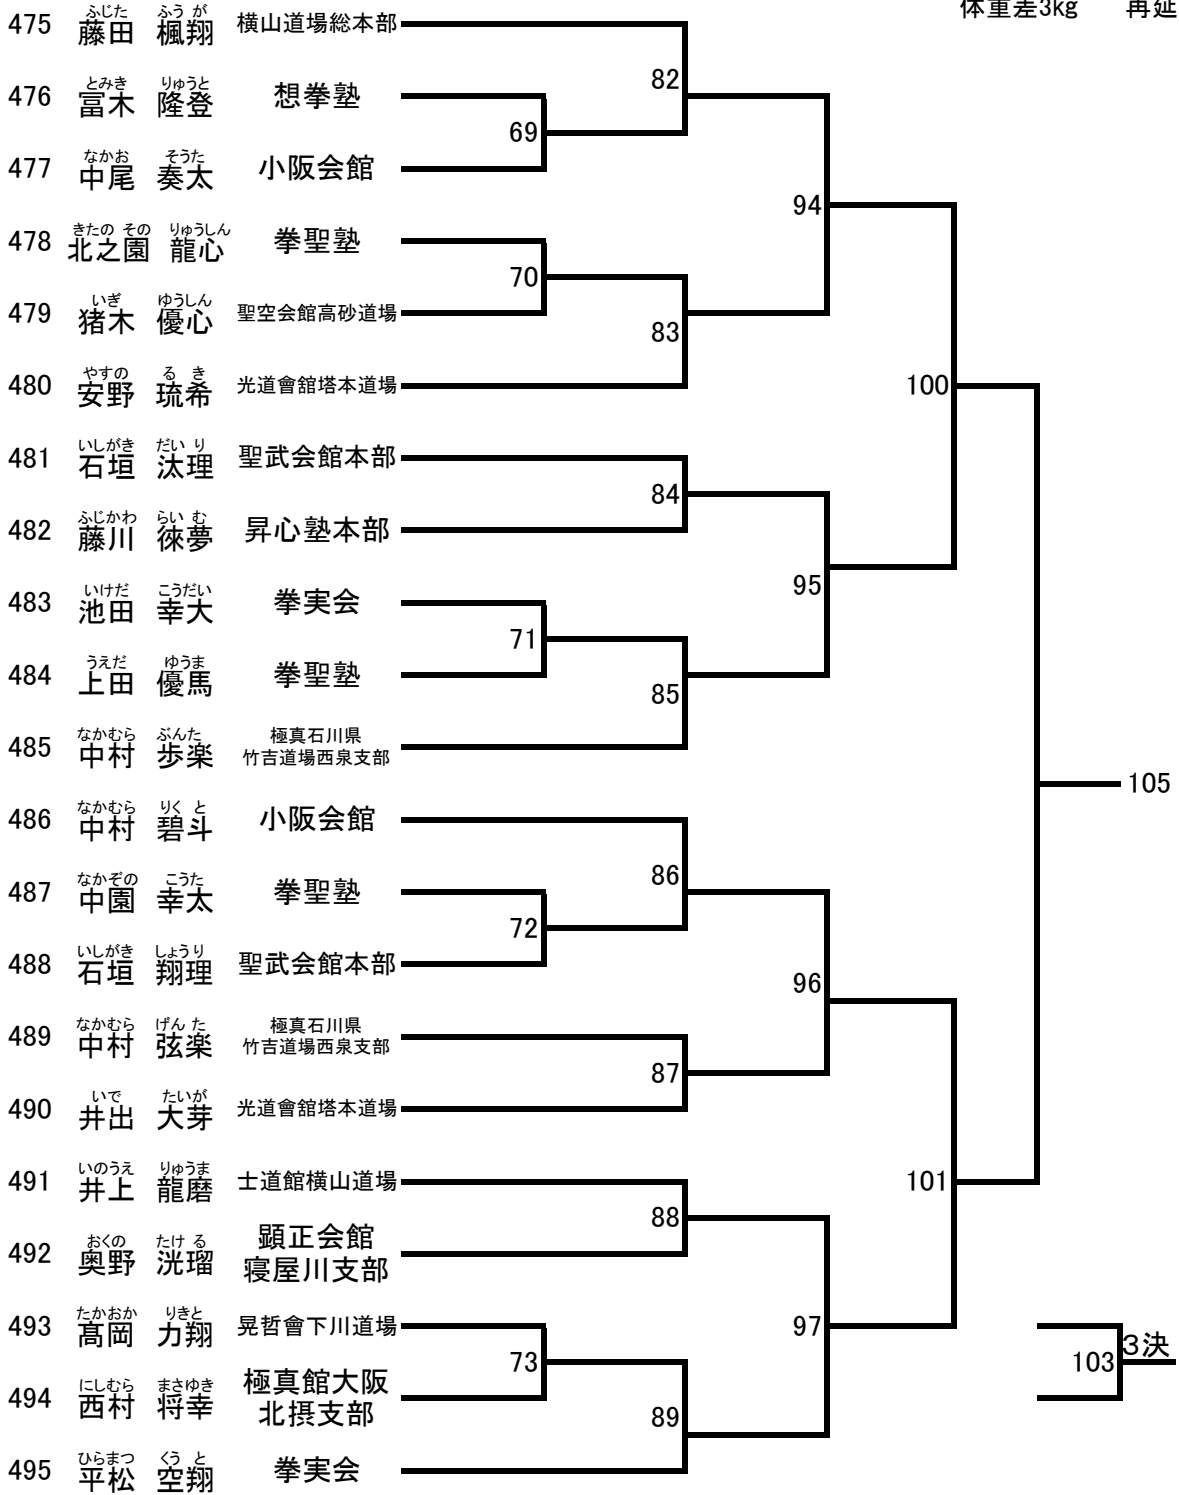 体重差3kg 再延
ふじた ふう が
475 藤田 楓翔 横山道場総本部
82
とみき りゅうと
476 冨木 隆登 想拳塾
69
なかお そうた
477 中尾 奏太 小阪会館
94
きたの その りゅうしん
478 北之園 龍心 拳聖塾
70
いぎ ゆうしん
479 猪木 優心 聖空会館高砂道場
83
やすの る き
480 安野 琉希 光道會舘塔本道場
100
いしがき だい り
481 石垣 汰理 聖武会館本部
84
ふじかわ らい む
482 藤川 徠夢 昇心塾本部
95
いけだ こうだい
483 池田 幸大 拳実会
71
うえだ ゆうま
484 上田 優馬 拳聖塾
85
なかむら ぶんた
485 中村 歩楽 極真石川県
竹吉道場西泉支部
105
なかむら りく と
486 中村 碧斗 小阪会館
86
なかぞの こうた
487 中園 幸太 拳聖塾
72
いしがき しょうり
488 石垣 翔理 聖武会館本部
96
なかむら げん た
489 中村 弦楽 極真石川県
竹吉道場西泉支部
87
いで たいが
490 井出 大芽 光道會舘塔本道場
いのうえ りゅうま
491 井上 龍磨 士道館横山道場
101
88
おくの たけ る
492 奥野 洸瑠 顕正会館
寝屋川支部
たかおか りきと
493 髙岡 力翔 晃哲會下川道場
97
73
103
3決
にしむら まさゆき
494 西村 将幸 極真館大阪
北摂支部
89
ひらまつ くう と
495 平松 空翔 拳実会